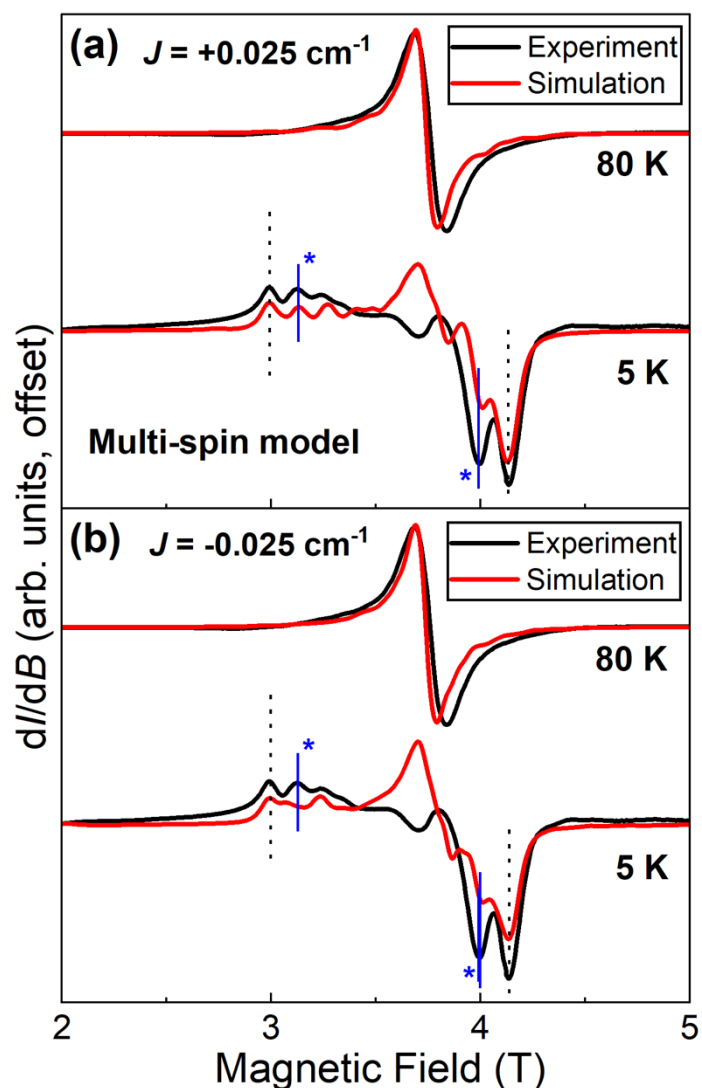 (a) J = +0.025 cm⁻¹
Experiment
Simulation
80 K
*
5 K
Multi-spin model
*
(b) J = -0.025 cm⁻¹
Experiment
Simulation
80 K
*
5 K
*
dI/dB (arb. units, offset)
2 3 4 5
Magnetic Field (T)